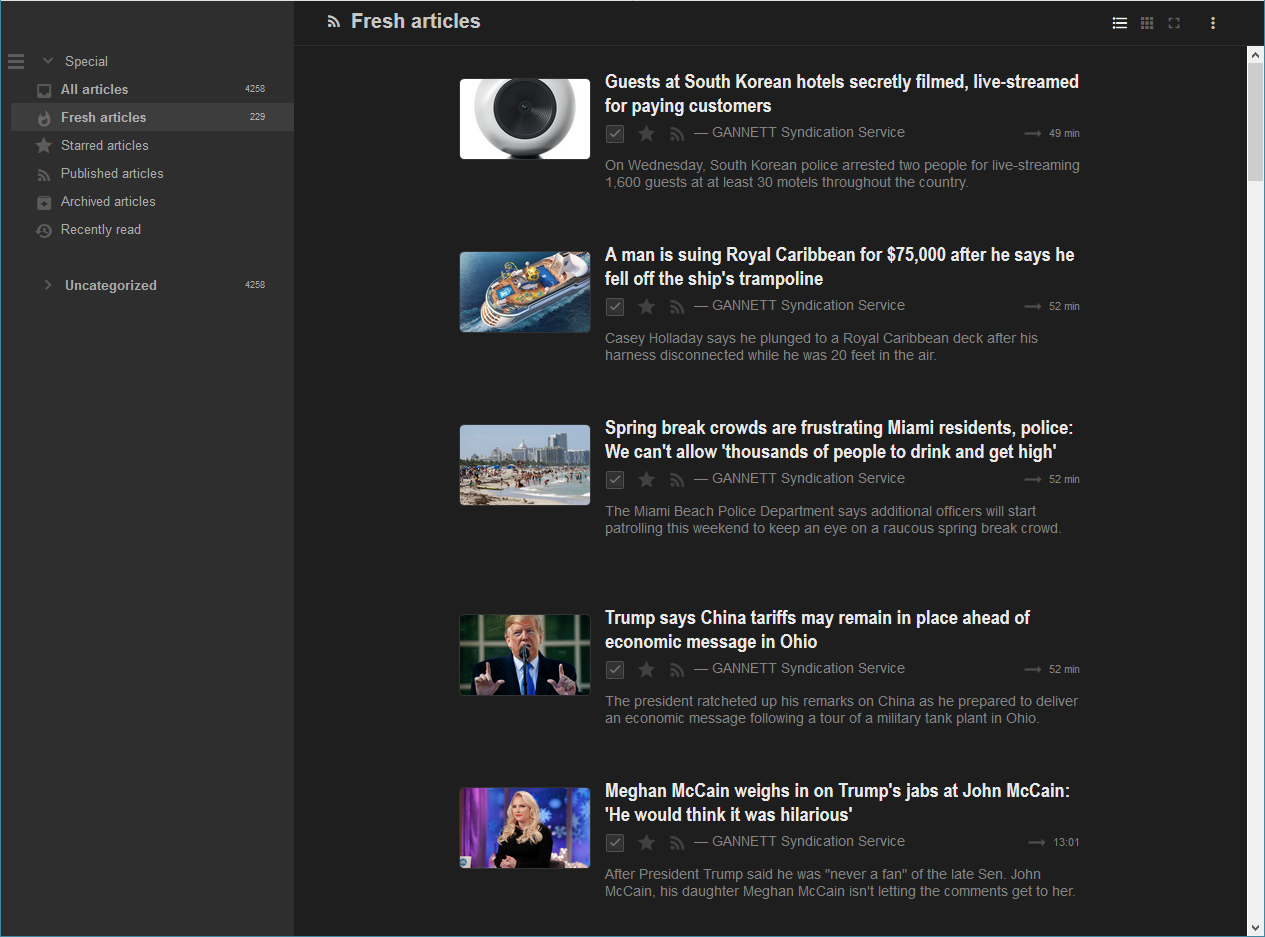 Fresh articles
Special
All articles 4258
Fresh articles 229
Starred articles
Published articles
Archived articles
Recently read
Uncategorized 4258
Guests at South Korean hotels secretly filmed, live-streamed
for paying customers
— GANNETT Syndication Service 49 min
On Wednesday, South Korean police arrested two people for live-streaming
1,600 guests at at least 30 motels throughout the country.
A man is suing Royal Caribbean for $75,000 after he says he
fell off the ship's trampoline
— GANNETT Syndication Service 52 min
Casey Holladay says he plunged to a Royal Caribbean deck after his
harness disconnected while he was 20 feet in the air.
Spring break crowds are frustrating Miami residents, police:
We can't allow 'thousands of people to drink and get high'
— GANNETT Syndication Service 52 min
The Miami Beach Police Department says additional officers will start
patrolling this weekend to keep an eye on a raucous spring break crowd.
Trump says China tariffs may remain in place ahead of
economic message in Ohio
— GANNETT Syndication Service 52 min
The president ratcheted up his remarks on China as he prepared to deliver
an economic message following a tour of a military tank plant in Ohio.
Meghan McCain weighs in on Trump's jabs at John McCain:
'He would think it was hilarious'
— GANNETT Syndication Service 13:01
After President Trump said he was "never a fan" of the late Sen. John
McCain, his daughter Meghan McCain isn't letting the comments get to her.